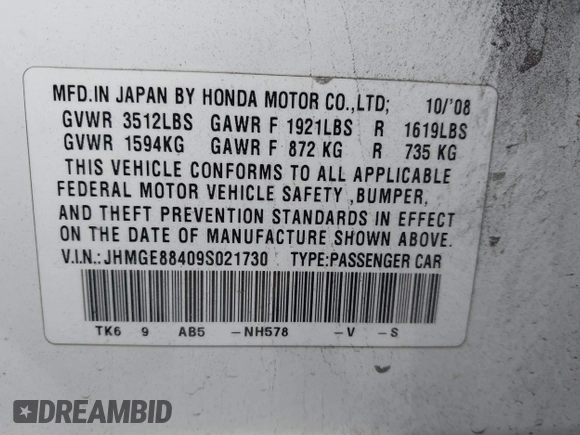 MFD.IN JAPAN BY HONDA MOTOR CO.,LTD; 10/'08
GVWR 3512LBS GAWR F 1921LBS R 1619LBS
GVWR 1594KG GAWR F 872 KG R 735 KG
THIS VEHICLE CONFORMS TO ALL APPLICABLE
FEDERAL MOTOR VEHICLE SAFETY ,BUMPER,
AND THEFT PREVENTION STANDARDS IN EFFECT
ON THE DATE OF MANUFACTURE SHOWN ABOVE.
V.I.N.:JHMGE88409S021730 TYPE:PASSENGER CAR
TK6 9 AB5 -NH578 -V -S
DREAMBID